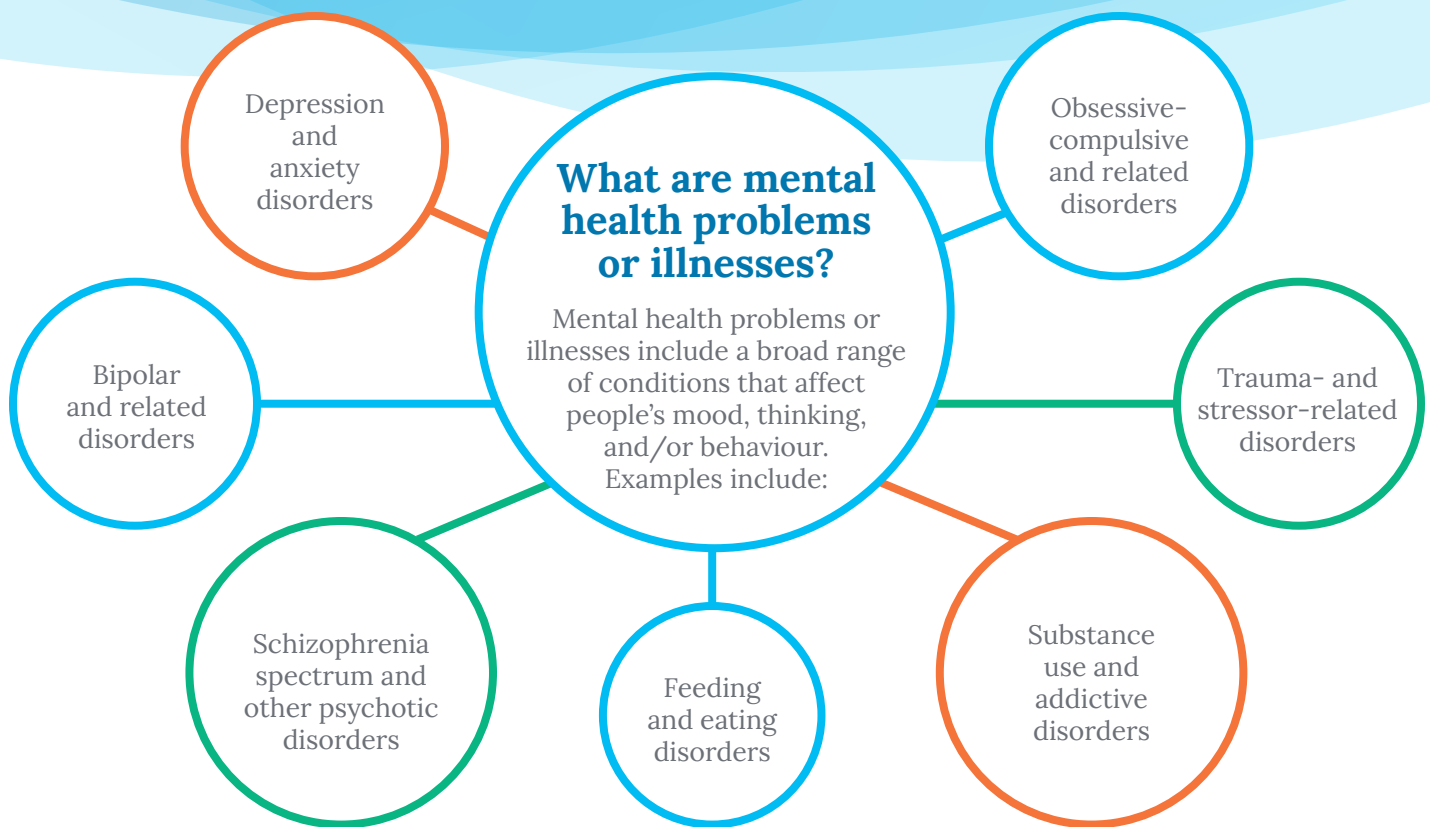 What are mental
health problems
or illnesses?
Mental health problems or
illnesses include a broad range
of conditions that affect
people’s mood, thinking,
and/or behaviour.
Examples include:
Depression
and
anxiety
disorders
Obsessive-
compulsive
and related
disorders
Bipolar
and related
disorders
Trauma- and
stressor-related
disorders
Schizophrenia
spectrum and
other psychotic
disorders
Feeding
and eating
disorders
Substance
use and
addictive
disorders